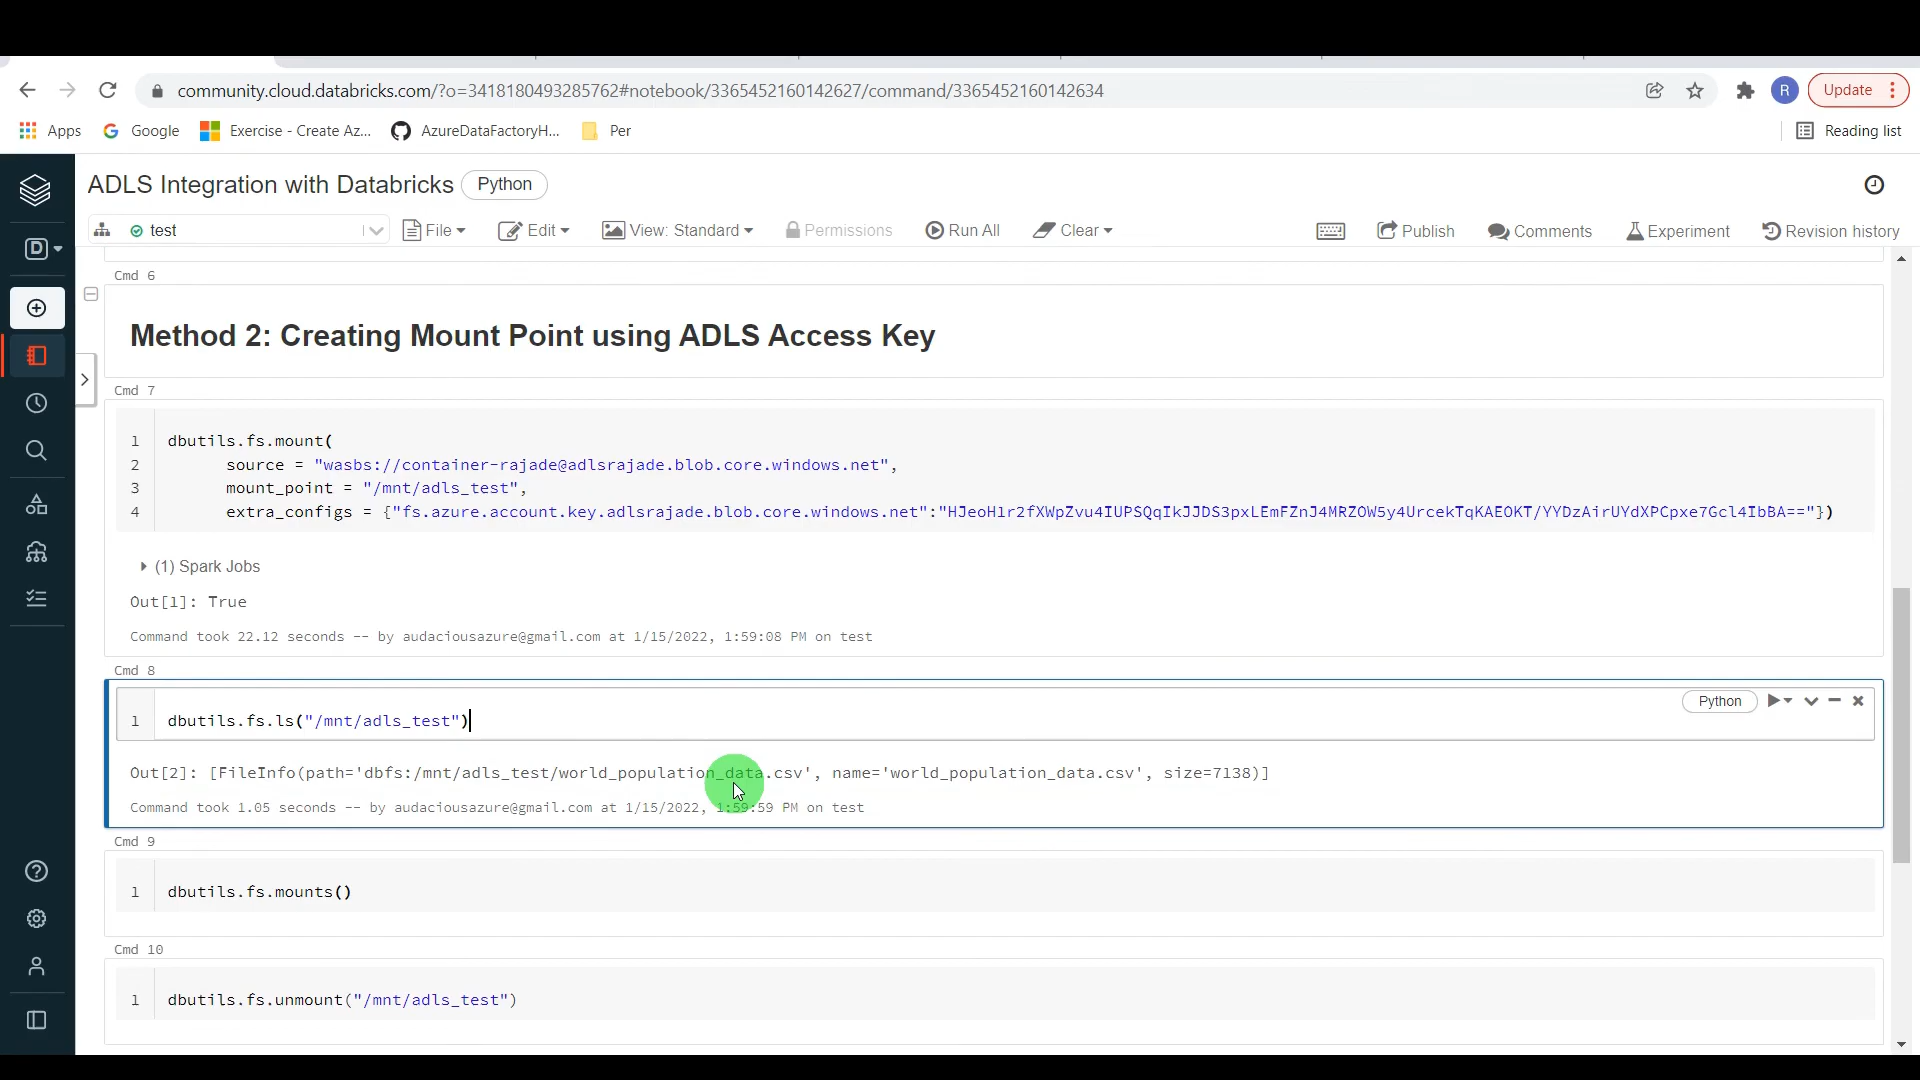 community.cloud.databricks.com/?o=3418180493285762#notebook/3365452160142627/command/3365452160142634
R
Update
Apps
Google
Exercise - Create Az...
AzureDataFactoryH...
Per
Reading list
ADLS Integration with Databricks
Python
D
test
File
Edit
View: Standard
Permissions
Run All
Clear
Publish
Comments
Experiment
Revision history
Cmd 6
Method 2: Creating Mount Point using ADLS Access Key
Cmd 7
1 dbutils.fs.mount(
2 source = "wasbs://container-rajade@adlsrajade.blob.core.windows.net",
3 mount_point = "/mnt/adls_test",
4 extra_configs = {"fs.azure.account.key.adlsrajade.blob.core.windows.net":
(1) Spark Jobs
Out[1]: True
Command took 22.12 seconds -- by audaciousazure@gmail.com at 1/15/2022, 1:59:08 PM on test
Cmd 8
Python
1 dbutils.fs.ls("/mnt/adls_test")
Out[2]: [FileInfo(path='dbfs:/mnt/adls_test/world_population_data.csv', name='world_population_data.csv', size=7138)]
Command took 1.05 seconds -- by audaciousazure@gmail.com at 1/15/2022, 1:59:59 PM on test
Cmd 9
1 dbutils.fs.mounts()
Cmd 10
1 dbutils.fs.unmount("/mnt/adls_test")